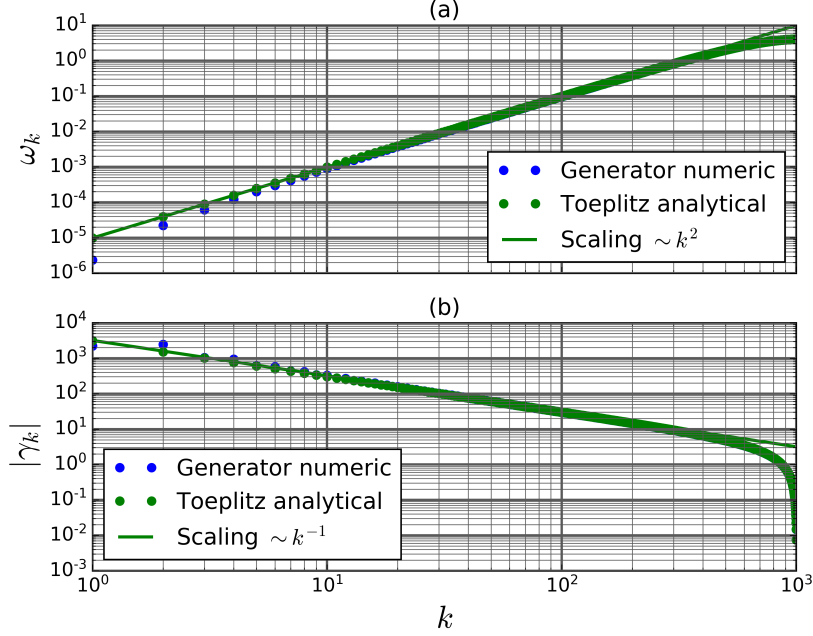 (a)
10^1
10^0
10^-1
10^-2
10^-3
10^-4
10^-5
10^-6
ω_k
Generator numeric
Toeplitz analytical
Scaling ~k^2
(b)
10^4
10^3
10^2
10^1
10^0
10^-1
10^-2
10^-3
|γ_k|
Generator numeric
Toeplitz analytical
Scaling ~k^-1
10^0
10^1
10^2
10^3
k